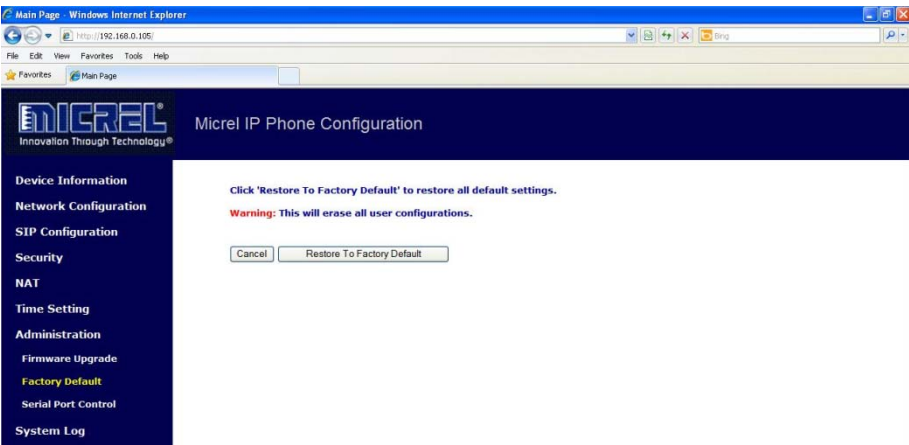 Main Page - Windows Internet Explorer
http://192.168.0.105/
Bing
File Edit View Favorites Tools Help
Favorites Main Page
MICREL®
Innovation Through Technology®
Micrel IP Phone Configuration
Device Information
Network Configuration
SIP Configuration
Security
NAT
Time Setting
Administration
Firmware Upgrade
Factory Default
Serial Port Control
System Log
Click 'Restore To Factory Default' to restore all default settings.
Warning: This will erase all user configurations.
Cancel Restore To Factory Default